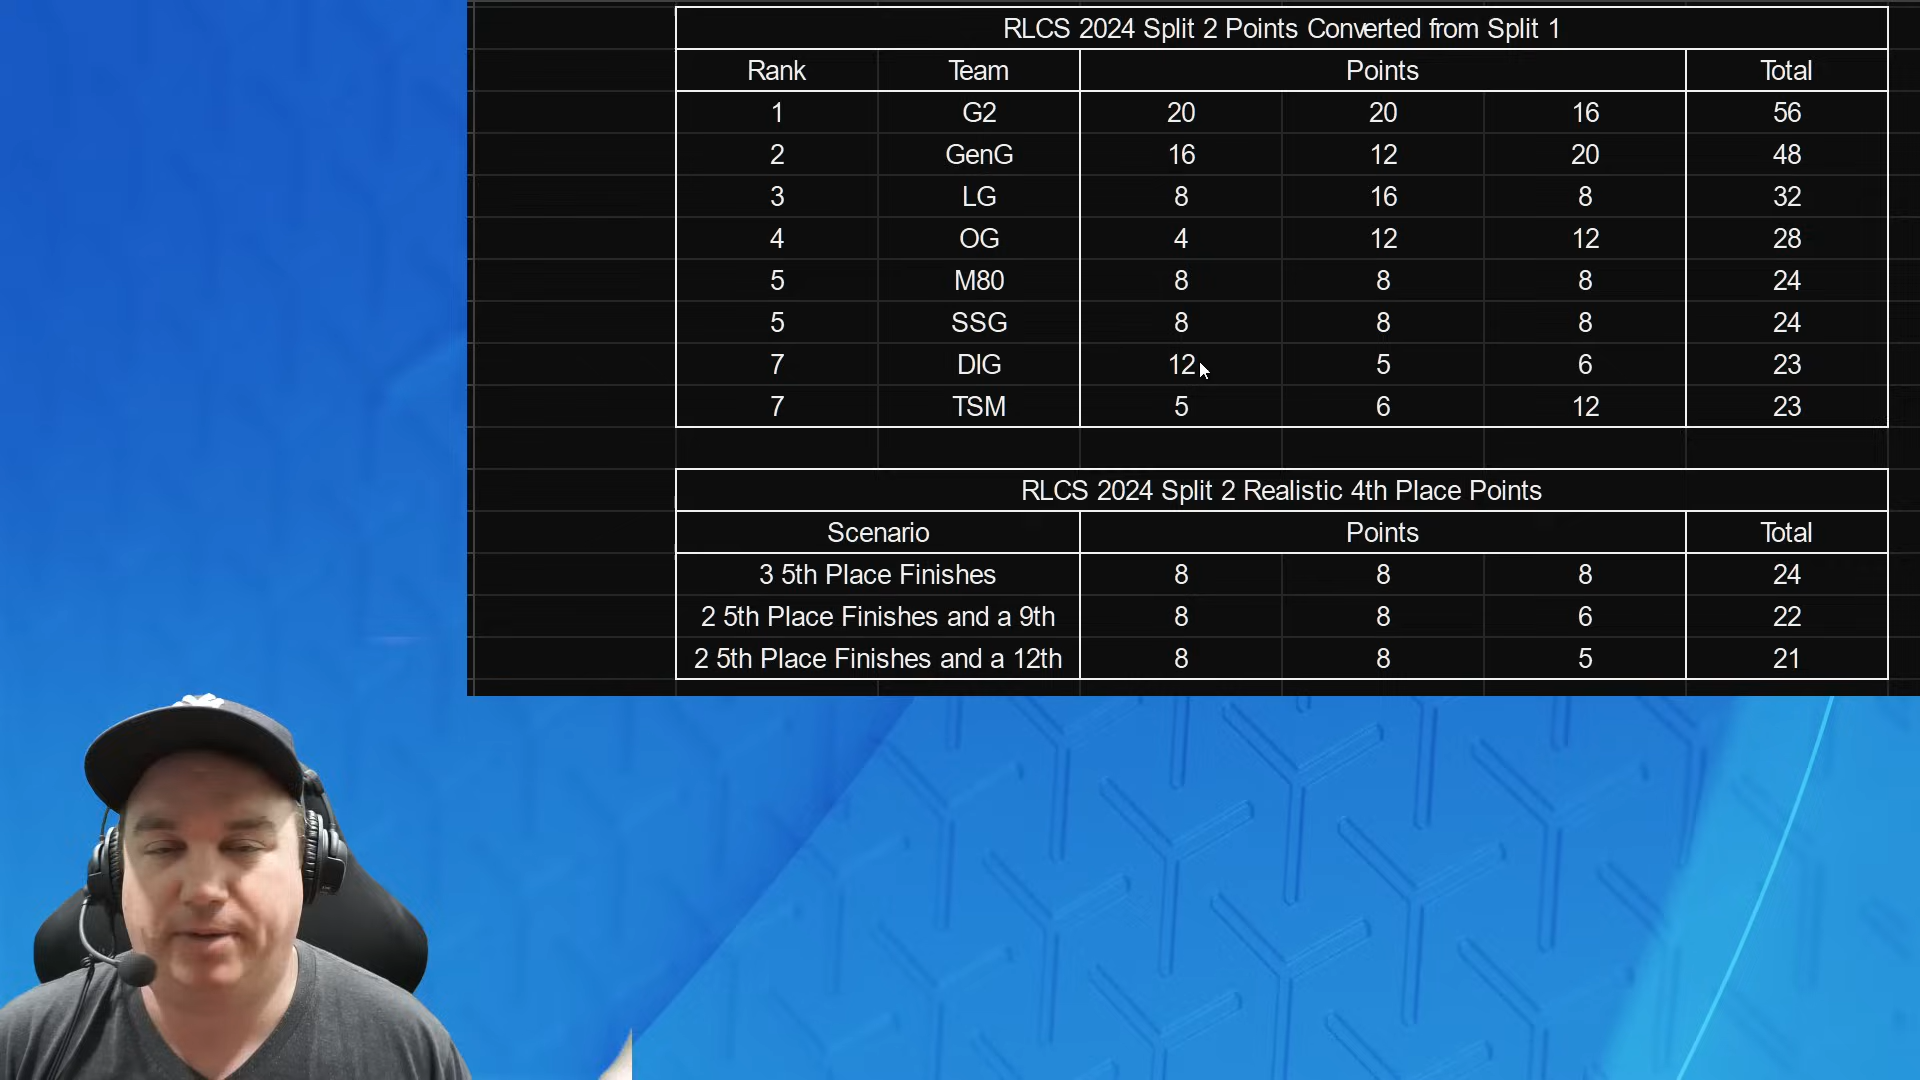 RLCS 2024 Split 2 Points Converted from Split 1
Rank Team Points Total
1 G2 20 20 16 56
2 GenG 16 12 20 48
3 LG 8 16 8 32
4 OG 4 12 12 28
5 M80 8 8 8 24
5 SSG 8 8 8 24
7 DIG 12 5 6 23
7 TSM 5 6 12 23
RLCS 2024 Split 2 Realistic 4th Place Points
Scenario Points Total
3 5th Place Finishes 8 8 8 24
2 5th Place Finishes and a 9th 8 8 6 22
2 5th Place Finishes and a 12th 8 8 5 21